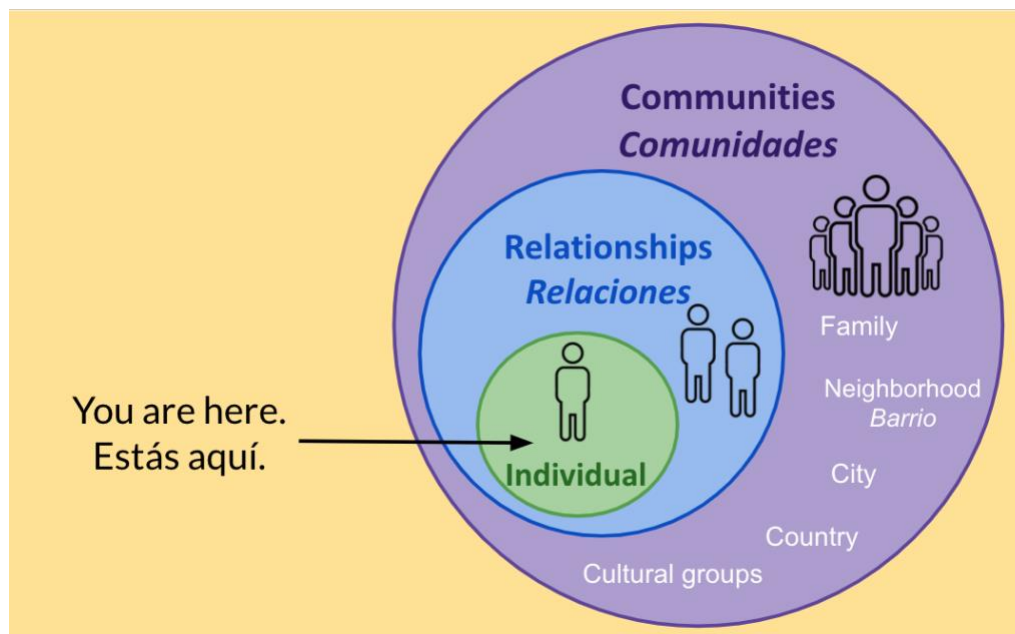 Communities
Comunidades
Relationships
Relaciones
Family
Neighborhood
Barrio
You are here.
Estás aquí.
Individual
City
Country
Cultural groups